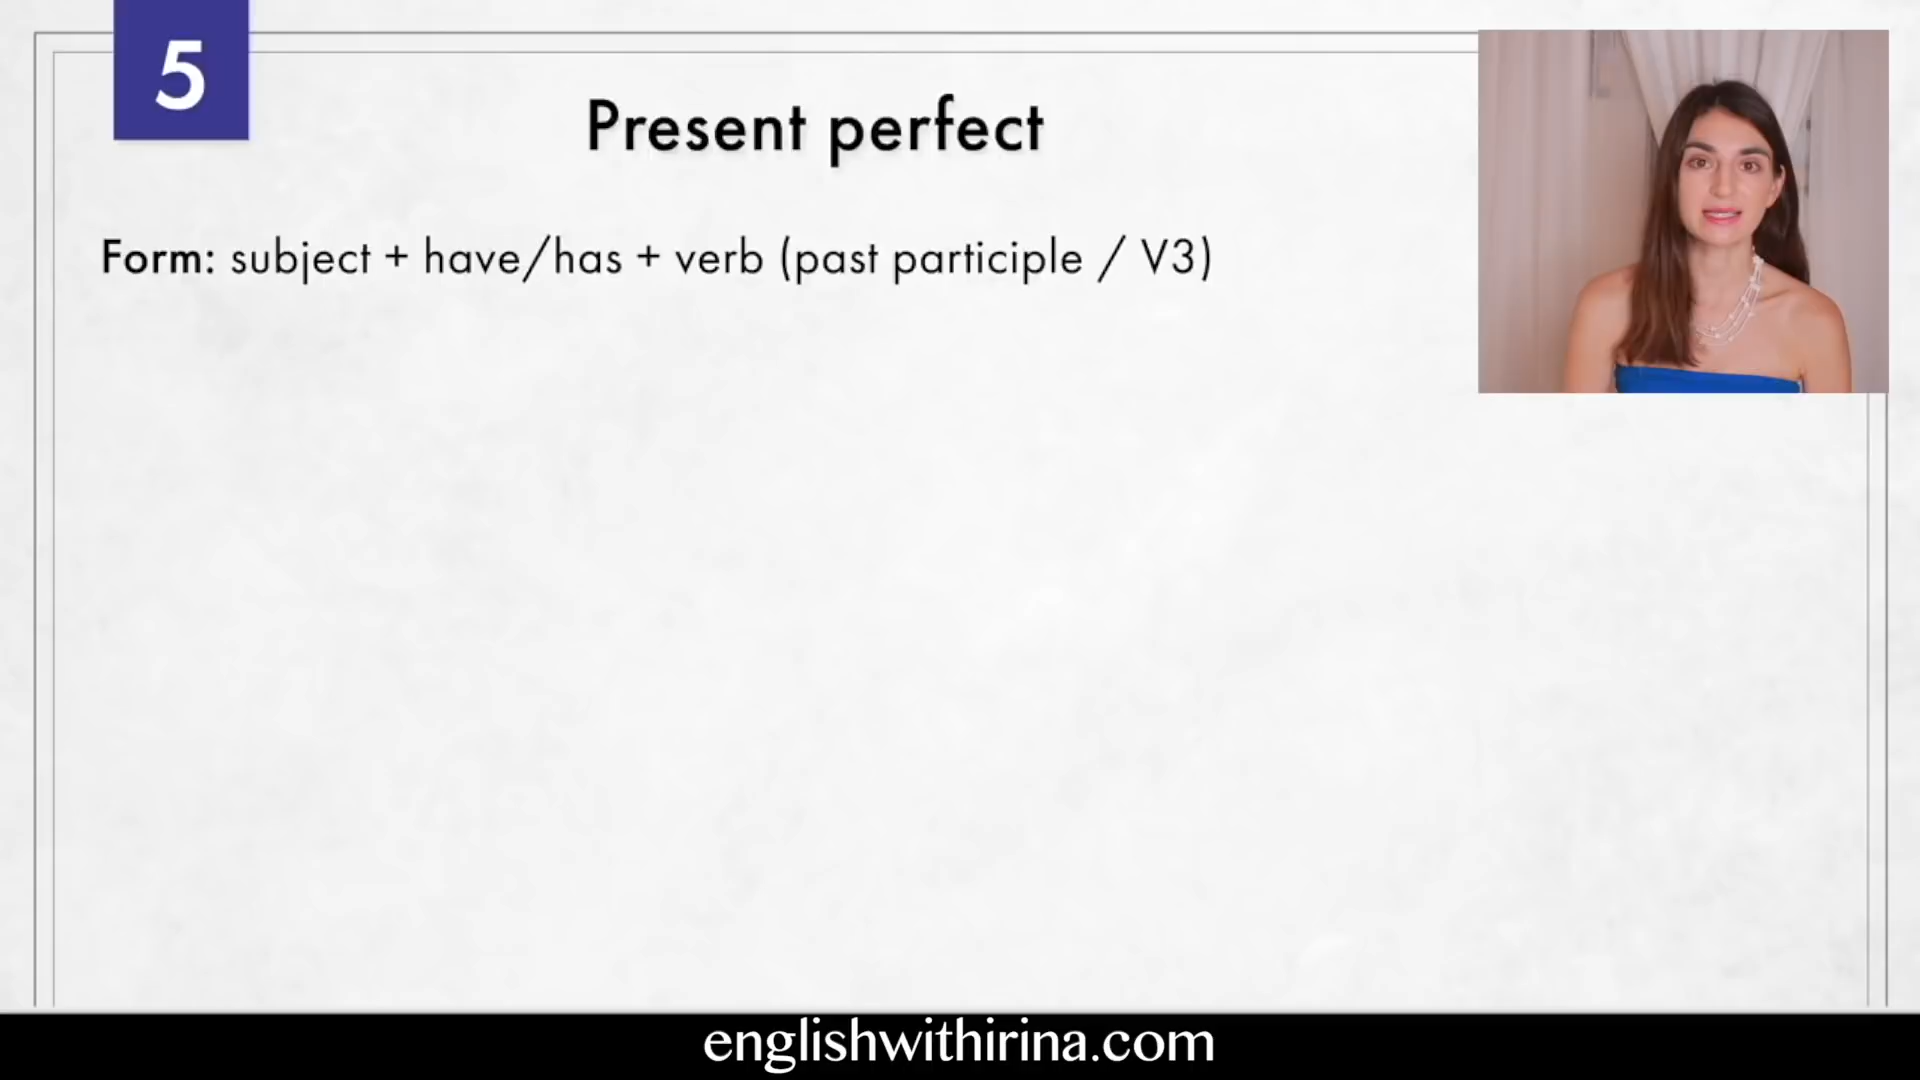 5
Present perfect
Form: subject + have/has + verb (past participle / V3)
englishwithirina.com